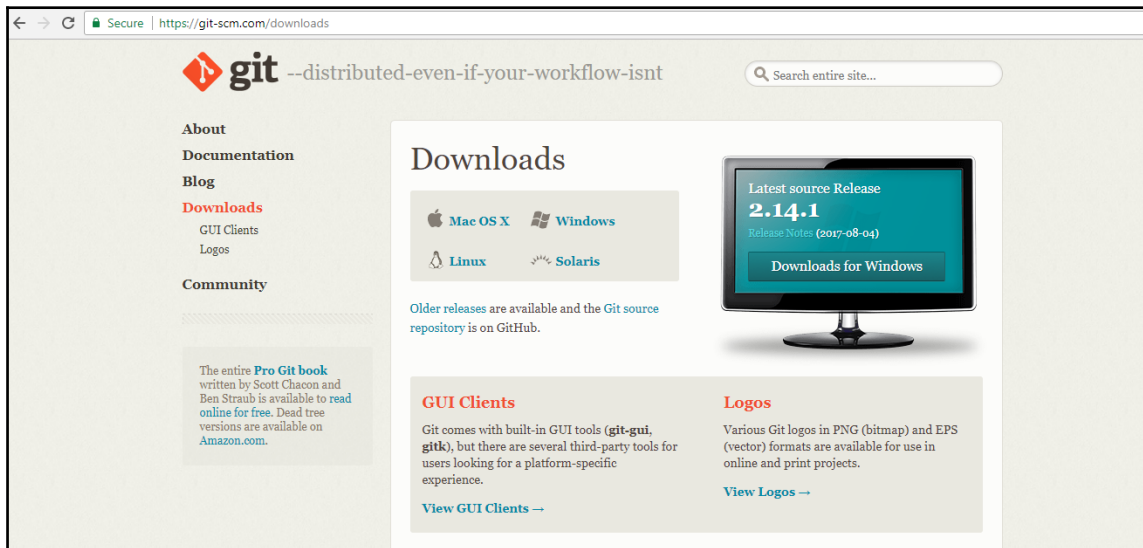 Secure | https://git-scm.com/downloads
git --distributed-even-if-your-workflow-isnt
Search entire site...
About
Documentation
Blog
Downloads
GUI Clients
Logos
Community
The entire Pro Git book
written by Scott Chacon and
Ben Straub is available to read
online for free. Dead tree
versions are available on
Amazon.com.
Downloads
Mac OS X Windows
Linux Solaris
Older releases are available and the Git source
repository is on GitHub.
Latest source Release
2.14.1
Release Notes (2017-08-04)
Downloads for Windows
GUI Clients
Git comes with built-in GUI tools (git-gui,
gitk), but there are several third-party tools for
users looking for a platform-specific
experience.
View GUI Clients →
Logos
Various Git logos in PNG (bitmap) and EPS
(vector) formats are available for use in
online and print projects.
View Logos →